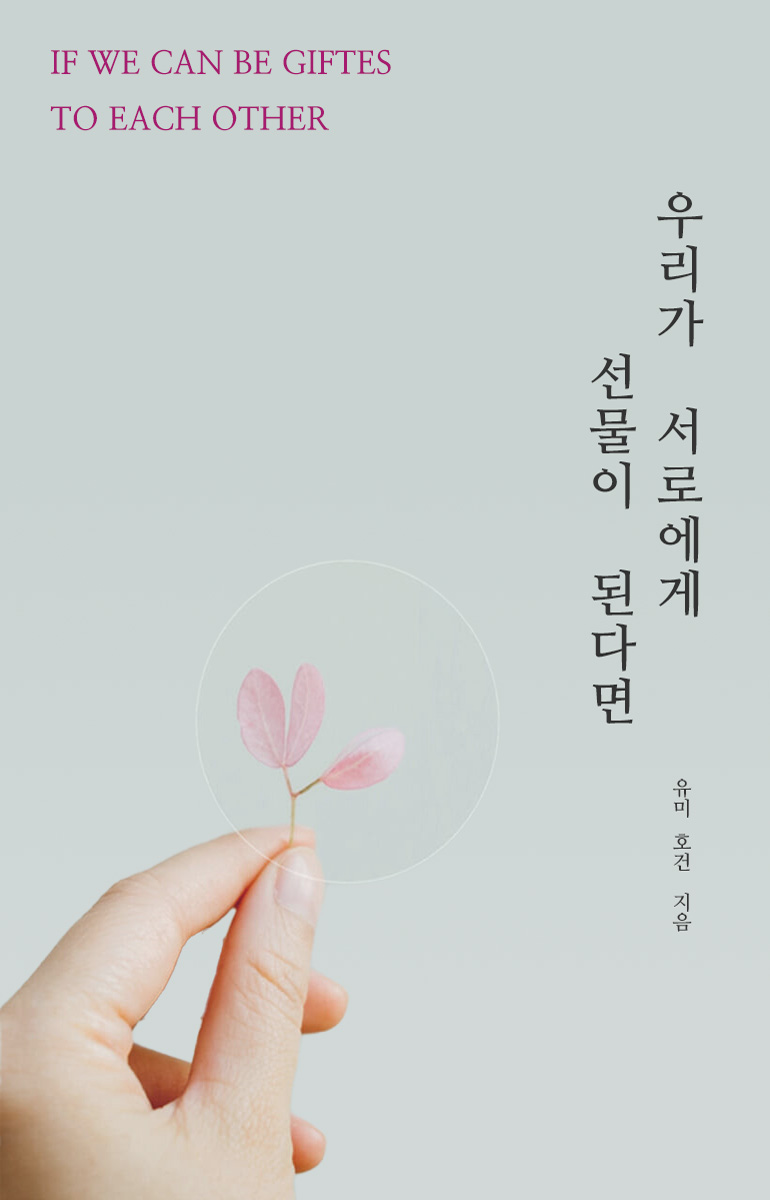 IF WE CAN BE GIFTES
TO EACH OTHER
우리가 서로에게
선물이 된다면
유미 호건 지음